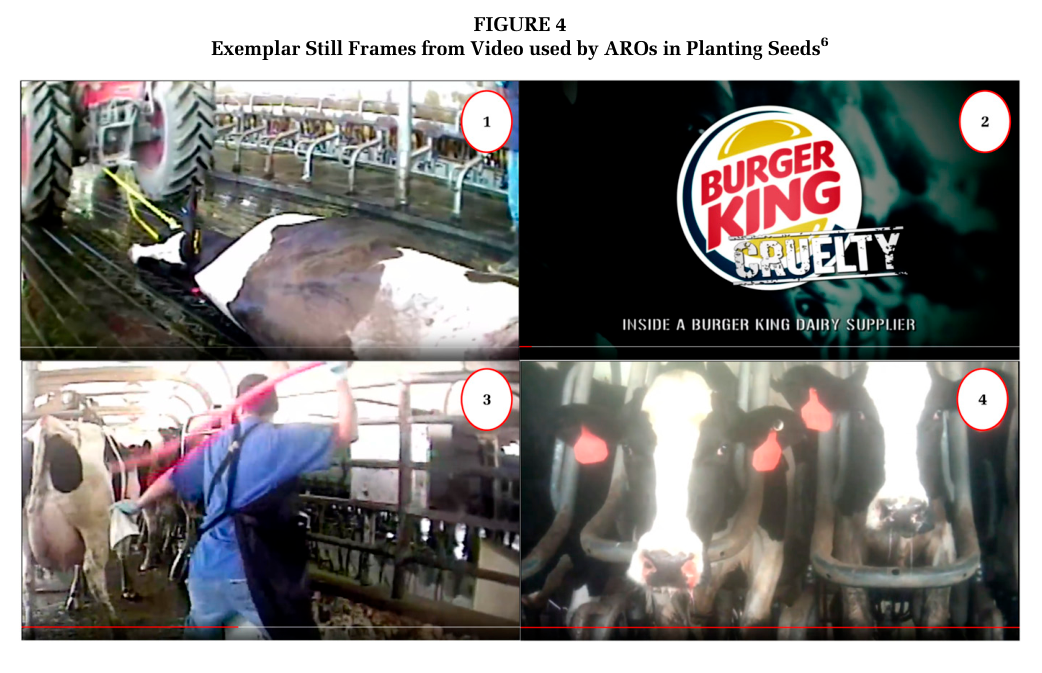 FIGURE 4
Exemplar Still Frames from Video used by AROs in Planting Seeds6
1
2
BURGER
KING
CRUELTY
INSIDE A BURGER KING DAIRY SUPPLIER
3
4